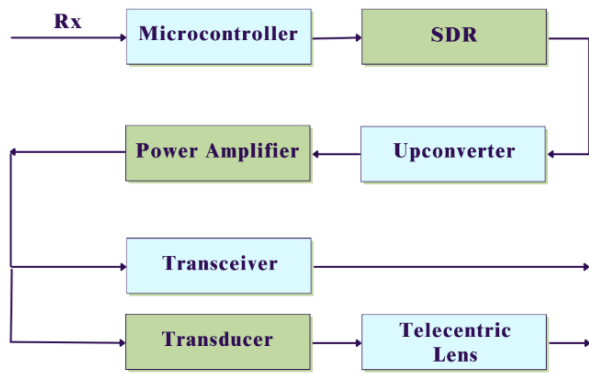 Rx
Microcontroller
SDR
Power Amplifier
Upconverter
Transceiver
Transducer
Telecentric
Lens